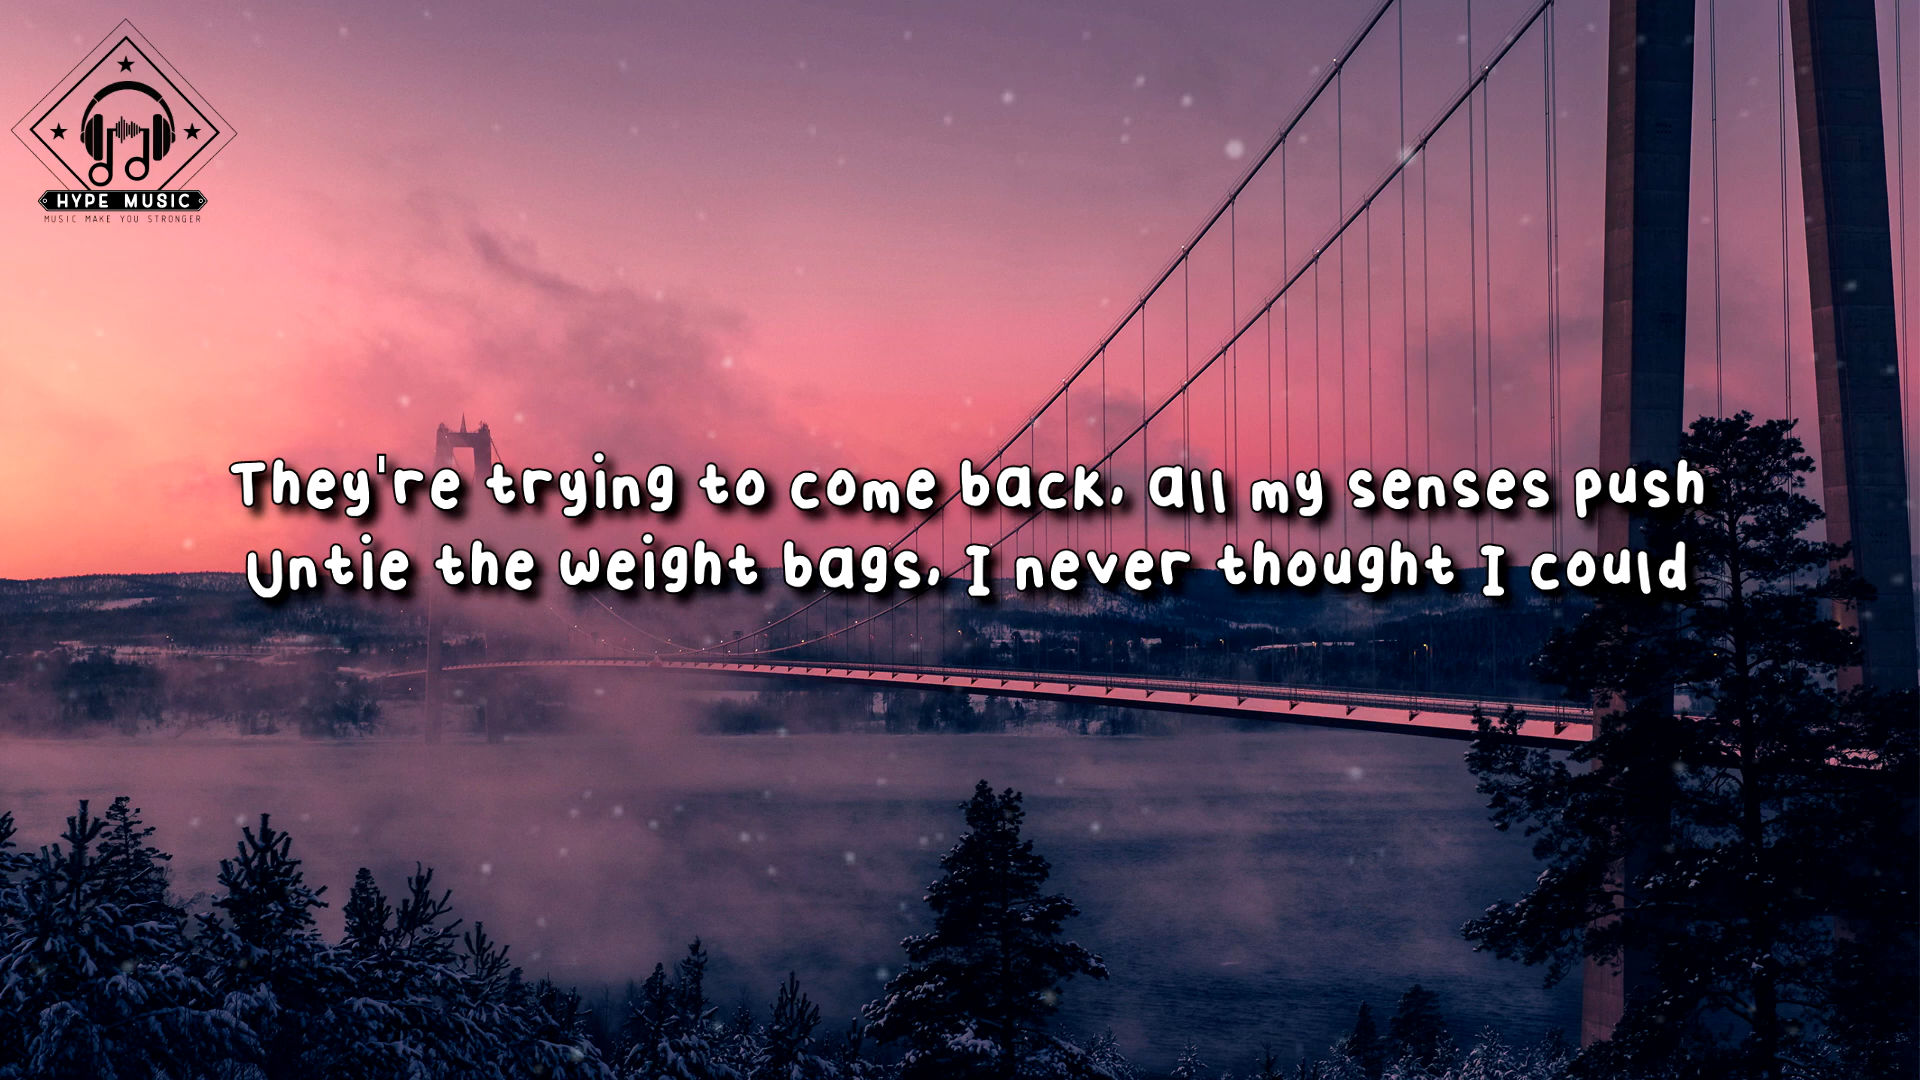 HYPE MUSIC
MUSIC MAKE YOU STRONGER
They're trying to come back, all my senses push
Untie the weight bags, I never thought I could